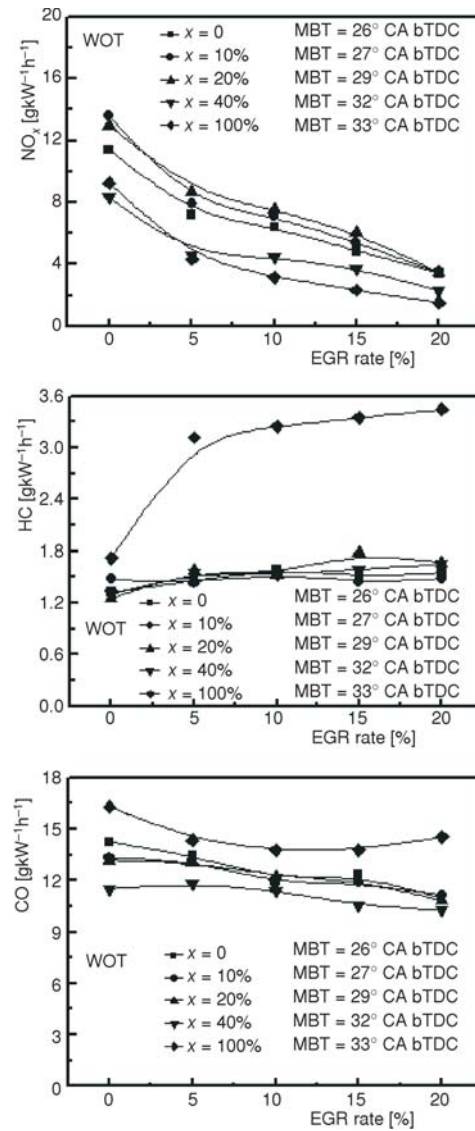 20
16
12
8
4
0
NOx [gkW⁻¹h⁻¹]
WOT
x = 0 MBT = 26° CA bTDC
x = 10% MBT = 27° CA bTDC
x = 20% MBT = 29° CA bTDC
x = 40% MBT = 32° CA bTDC
x = 100% MBT = 33° CA bTDC
0 5 10 15 20
EGR rate [%]
3.6
3.0
2.4
1.8
1.2
0.6
0.0
HC [gkW⁻¹h⁻¹]
WOT
x = 0 MBT = 26° CA bTDC
x = 10% MBT = 27° CA bTDC
x = 20% MBT = 29° CA bTDC
x = 40% MBT = 32° CA bTDC
x = 100% MBT = 33° CA bTDC
0 5 10 15 20
EGR rate [%]
18
15
12
9
6
3
0
CO [gkW⁻¹h⁻¹]
WOT
x = 0 MBT = 26° CA bTDC
x = 10% MBT = 27° CA bTDC
x = 20% MBT = 29° CA bTDC
x = 40% MBT = 32° CA bTDC
x = 100% MBT = 33° CA bTDC
0 5 10 15 20
EGR rate [%]